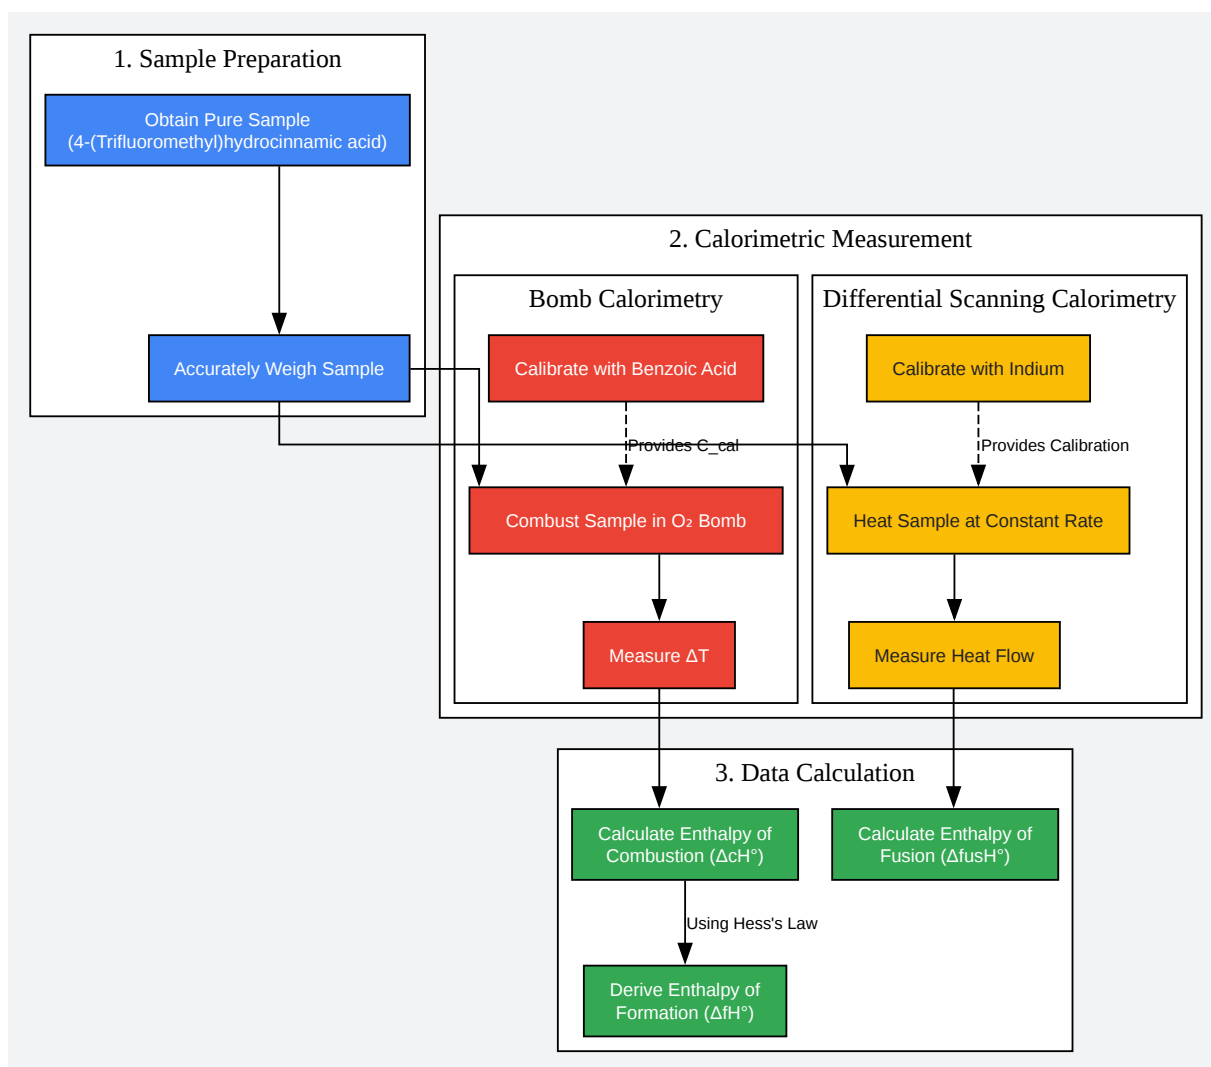 1. Sample Preparation
Obtain Pure Sample
(4-(Trifluoromethyl)hydrocinnamic acid)
Accurately Weigh Sample
2. Calorimetric Measurement
Bomb Calorimetry
Calibrate with Benzoic Acid
Provides C_cal
Combust Sample in O₂ Bomb
Measure ΔT
Differential Scanning Calorimetry
Calibrate with Indium
Provides Calibration
Heat Sample at Constant Rate
Measure Heat Flow
3. Data Calculation
Calculate Enthalpy of
Combustion (ΔcH°)
Using Hess's Law
Derive Enthalpy of
Formation (ΔfH°)
Calculate Enthalpy of
Fusion (ΔfusH°)